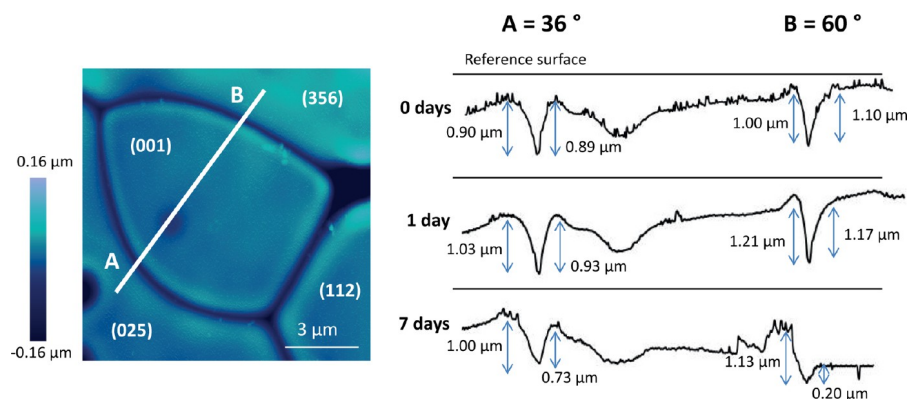 A = 36 °
B = 60 °
Reference surface
0.16 µm
-0.16 µm
B
(356)
(001)
A
(025)
(112)
3 µm
0 days
0.90 µm
0.89 µm
1.00 µm
1.10 µm
1 day
1.03 µm
0.93 µm
1.21 µm
1.17 µm
7 days
1.00 µm
0.73 µm
1.13 µm
0.20 µm